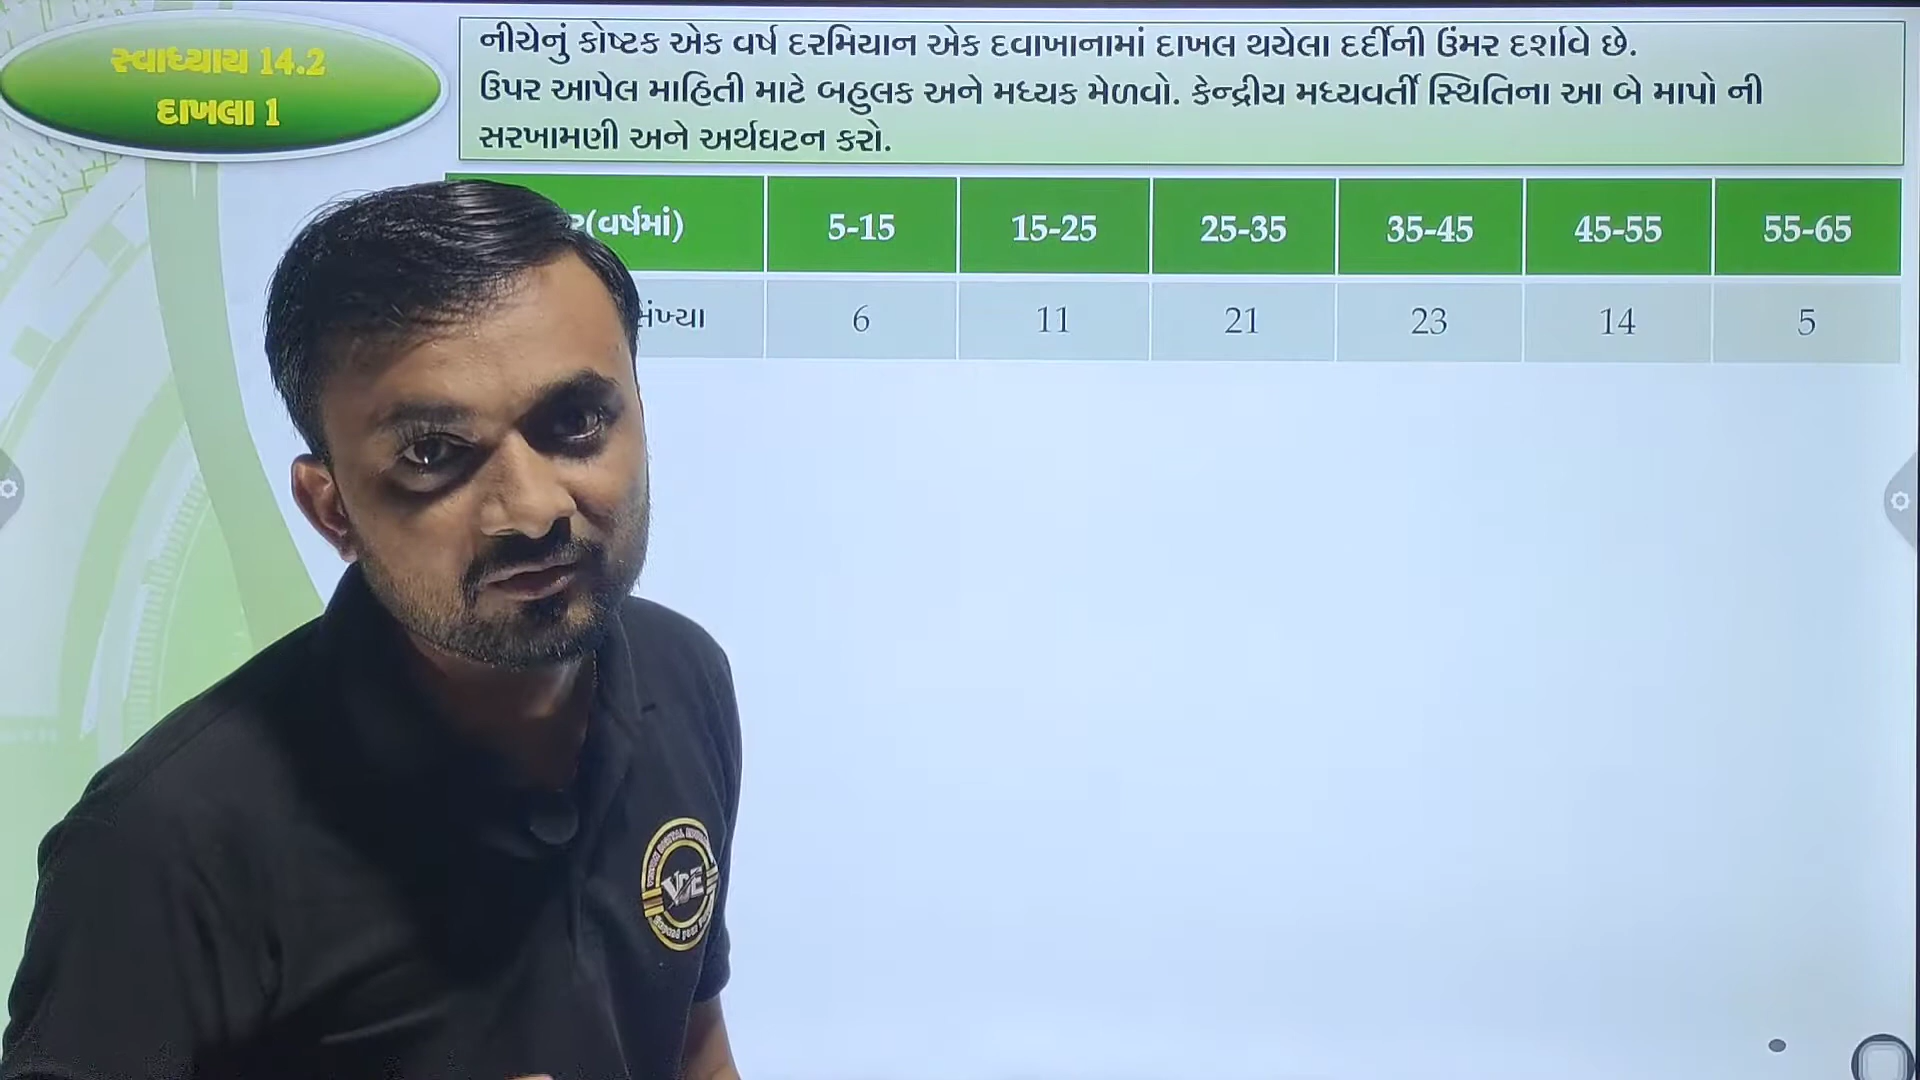 સ્વાધ્યાય 14.2
દાખલા 1
નીચેનું કોષ્ટક એક વર્ષ દરમિયાન એક દવાખાનામાં દાખલ થયેલા દર્દીની ઉંમર દર્શાવે છે.
ઉપર આપેલ માહિતી માટે બહુલક અને મધ્યક મેળવો. કેન્દ્રીય મધ્યવર્તી સ્થિતિના આ બે માપો ની
સરખામણી અને અર્થઘટન કરો.
ર(વર્ષમાં) 5-15 15-25 25-35 35-45 45-55 55-65
સંખ્યા 6 11 21 23 14 5
VDE